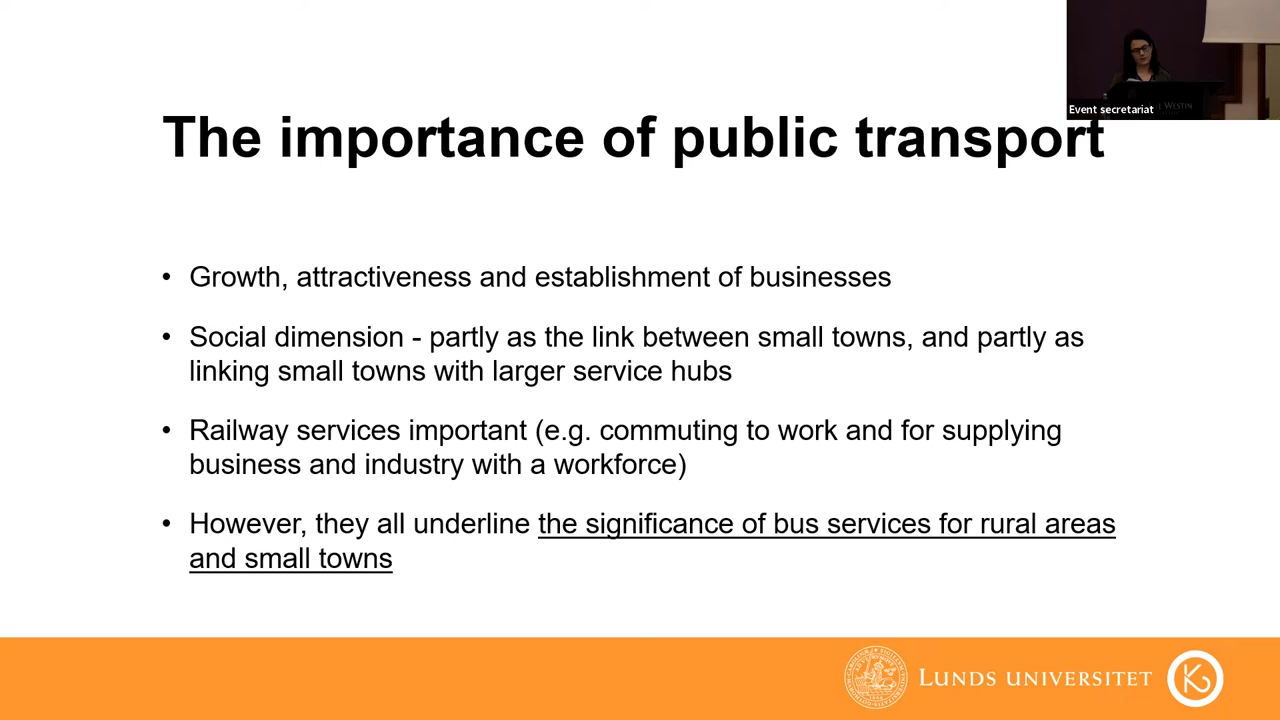 Event secretariat
The importance of public transport
• Growth, attractiveness and establishment of businesses
• Social dimension - partly as the link between small towns, and partly as
linking small towns with larger service hubs
• Railway services important (e.g. commuting to work and for supplying
business and industry with a workforce)
• However, they all underline the significance of bus services for rural areas
and small towns
LUNDS UNIVERSITET